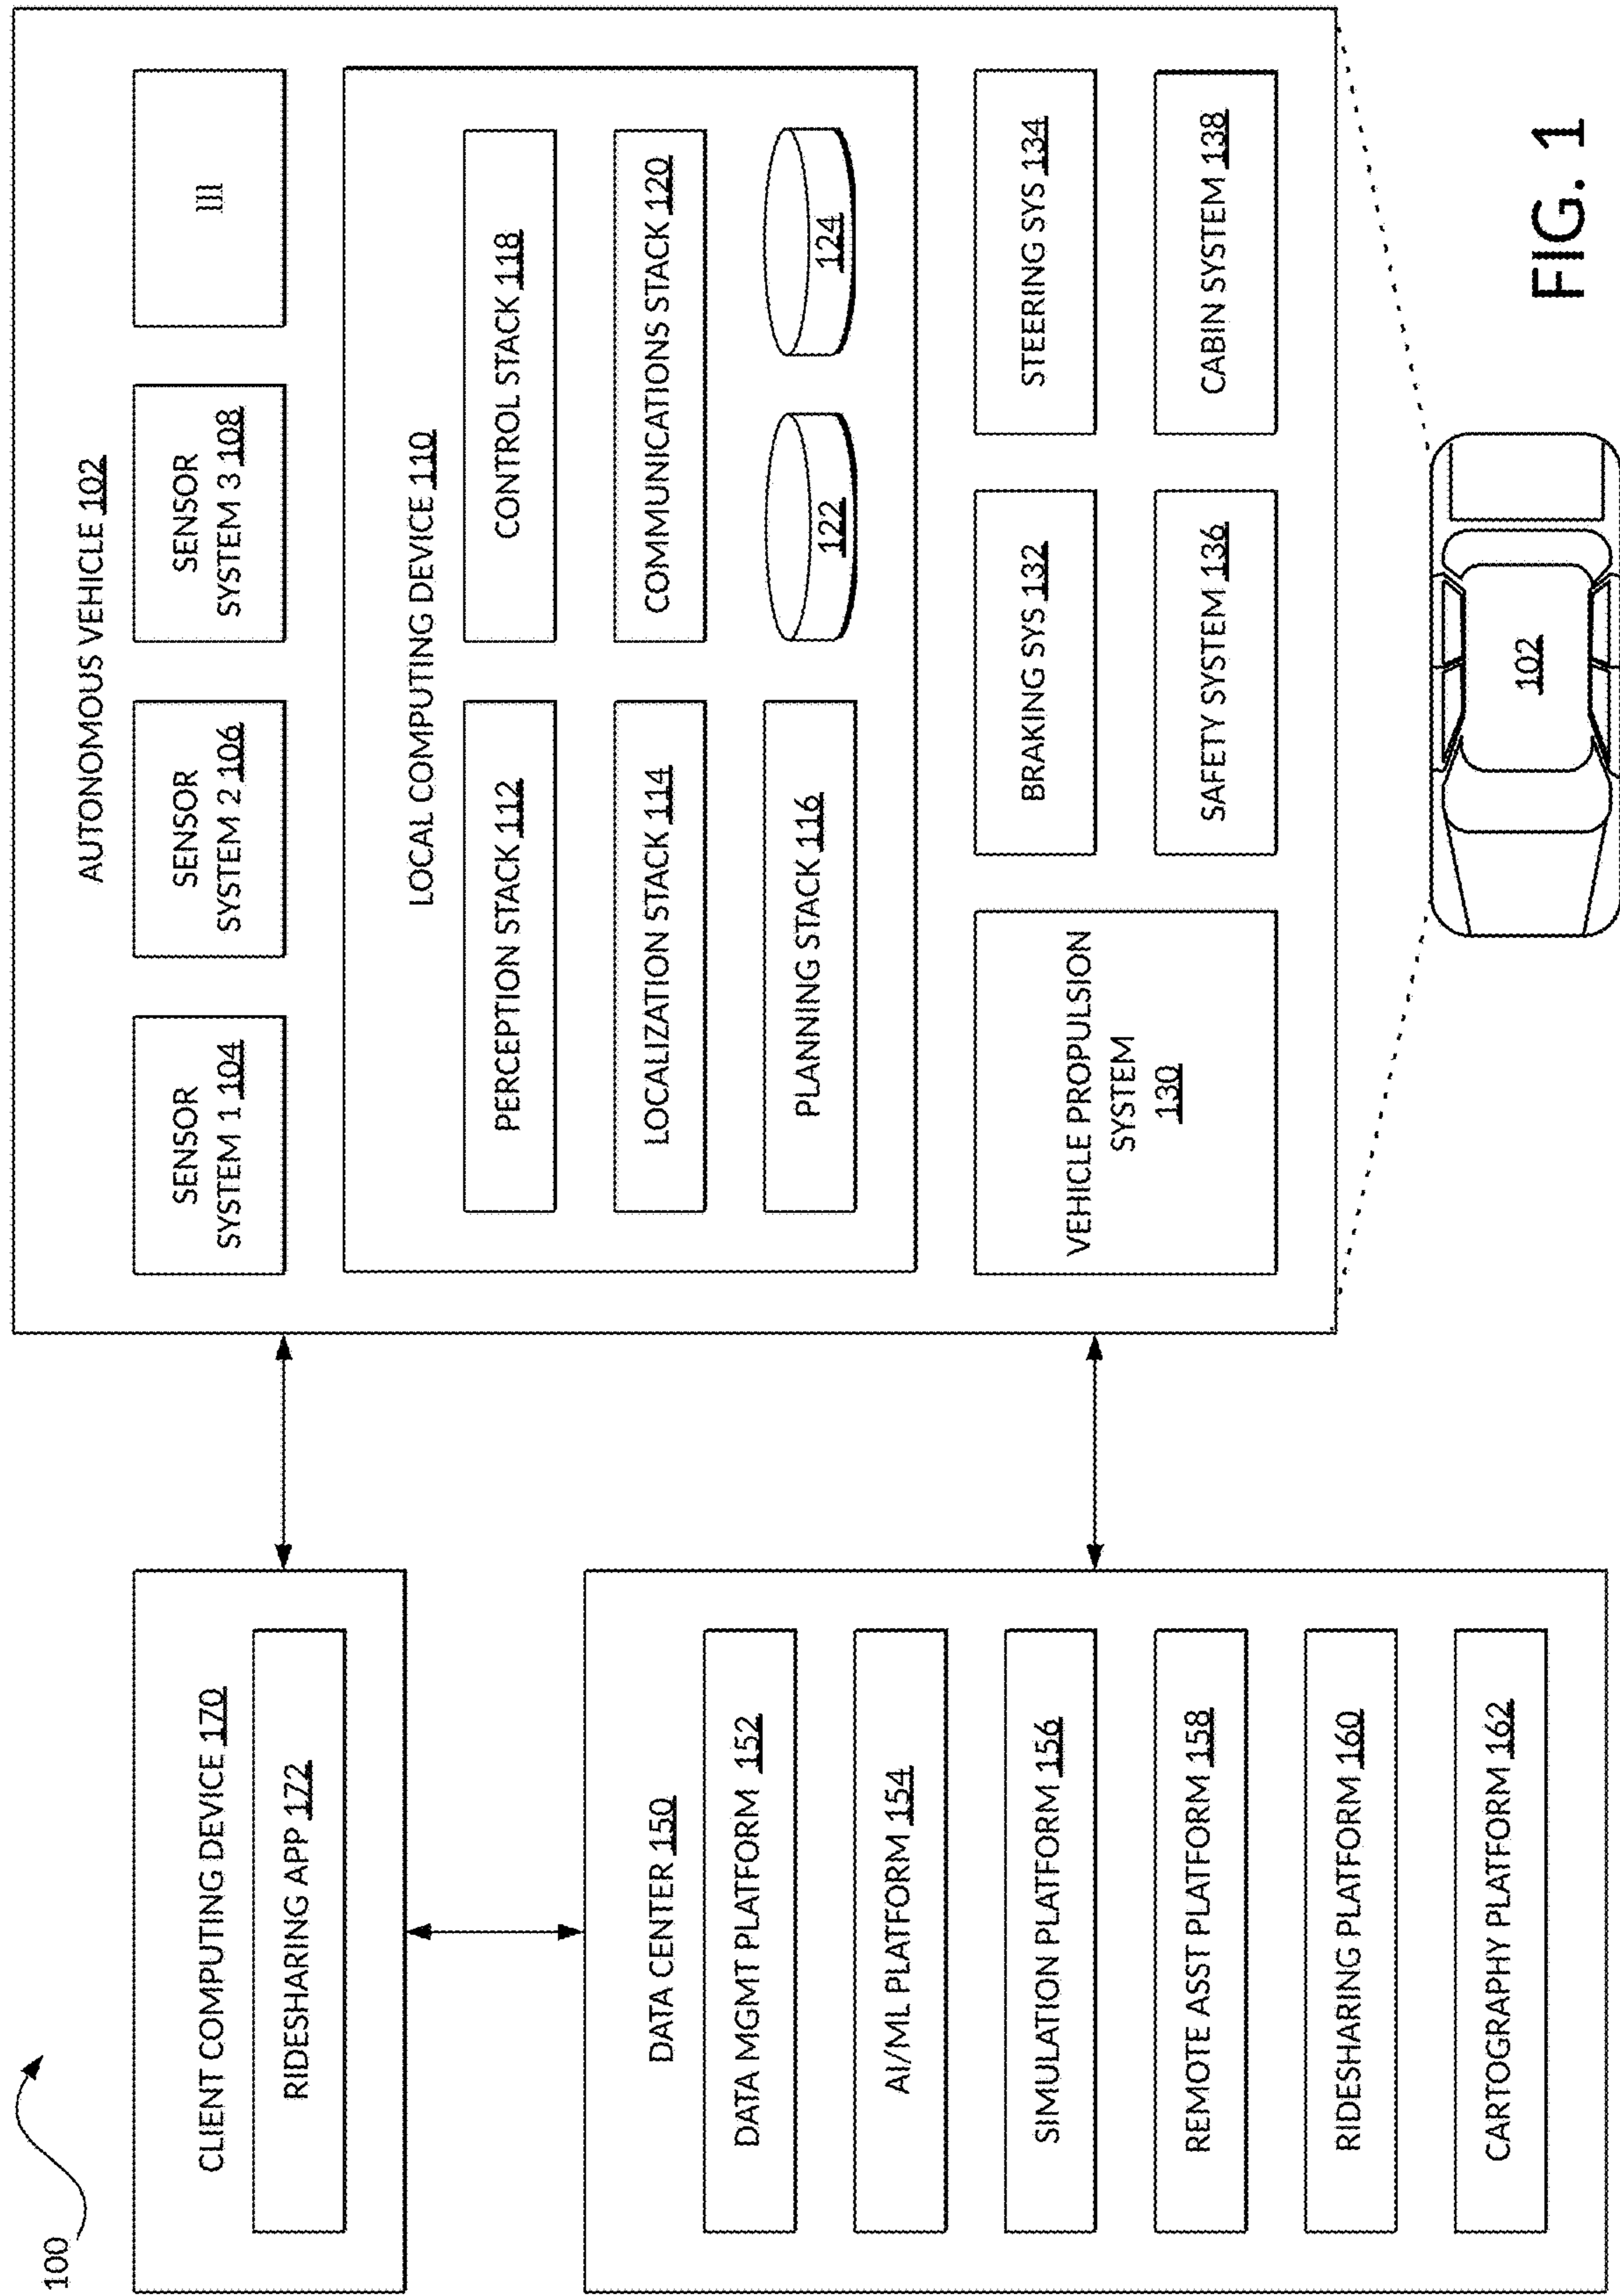 100
CLIENT COMPUTING DEVICE 170
RIDESHARING APP 172
DATA CENTER 150
DATA MGMT PLATFORM 152
AI/ML PLATFORM 154
SIMULATION PLATFORM 156
REMOTE ASST PLATFORM 158
RIDESHARING PLATFORM 160
CARTOGRAPHY PLATFORM 162
AUTONOMOUS VEHICLE 102
SENSOR
SYSTEM 1 104
SENSOR
SYSTEM 2 106
SENSOR
SYSTEM 3 108
LOCAL COMPUTING DEVICE 110
PERCEPTION STACK 112
CONTROL STACK 118
LOCALIZATION STACK 114
COMMUNICATIONS STACK 120
PLANNING STACK 116
122
124
VEHICLE PROPULSION
SYSTEM
130
BRAKING SYS 132
STEERING SYS 134
SAFETY SYSTEM 136
CABIN SYSTEM 138
102
FIG. 1